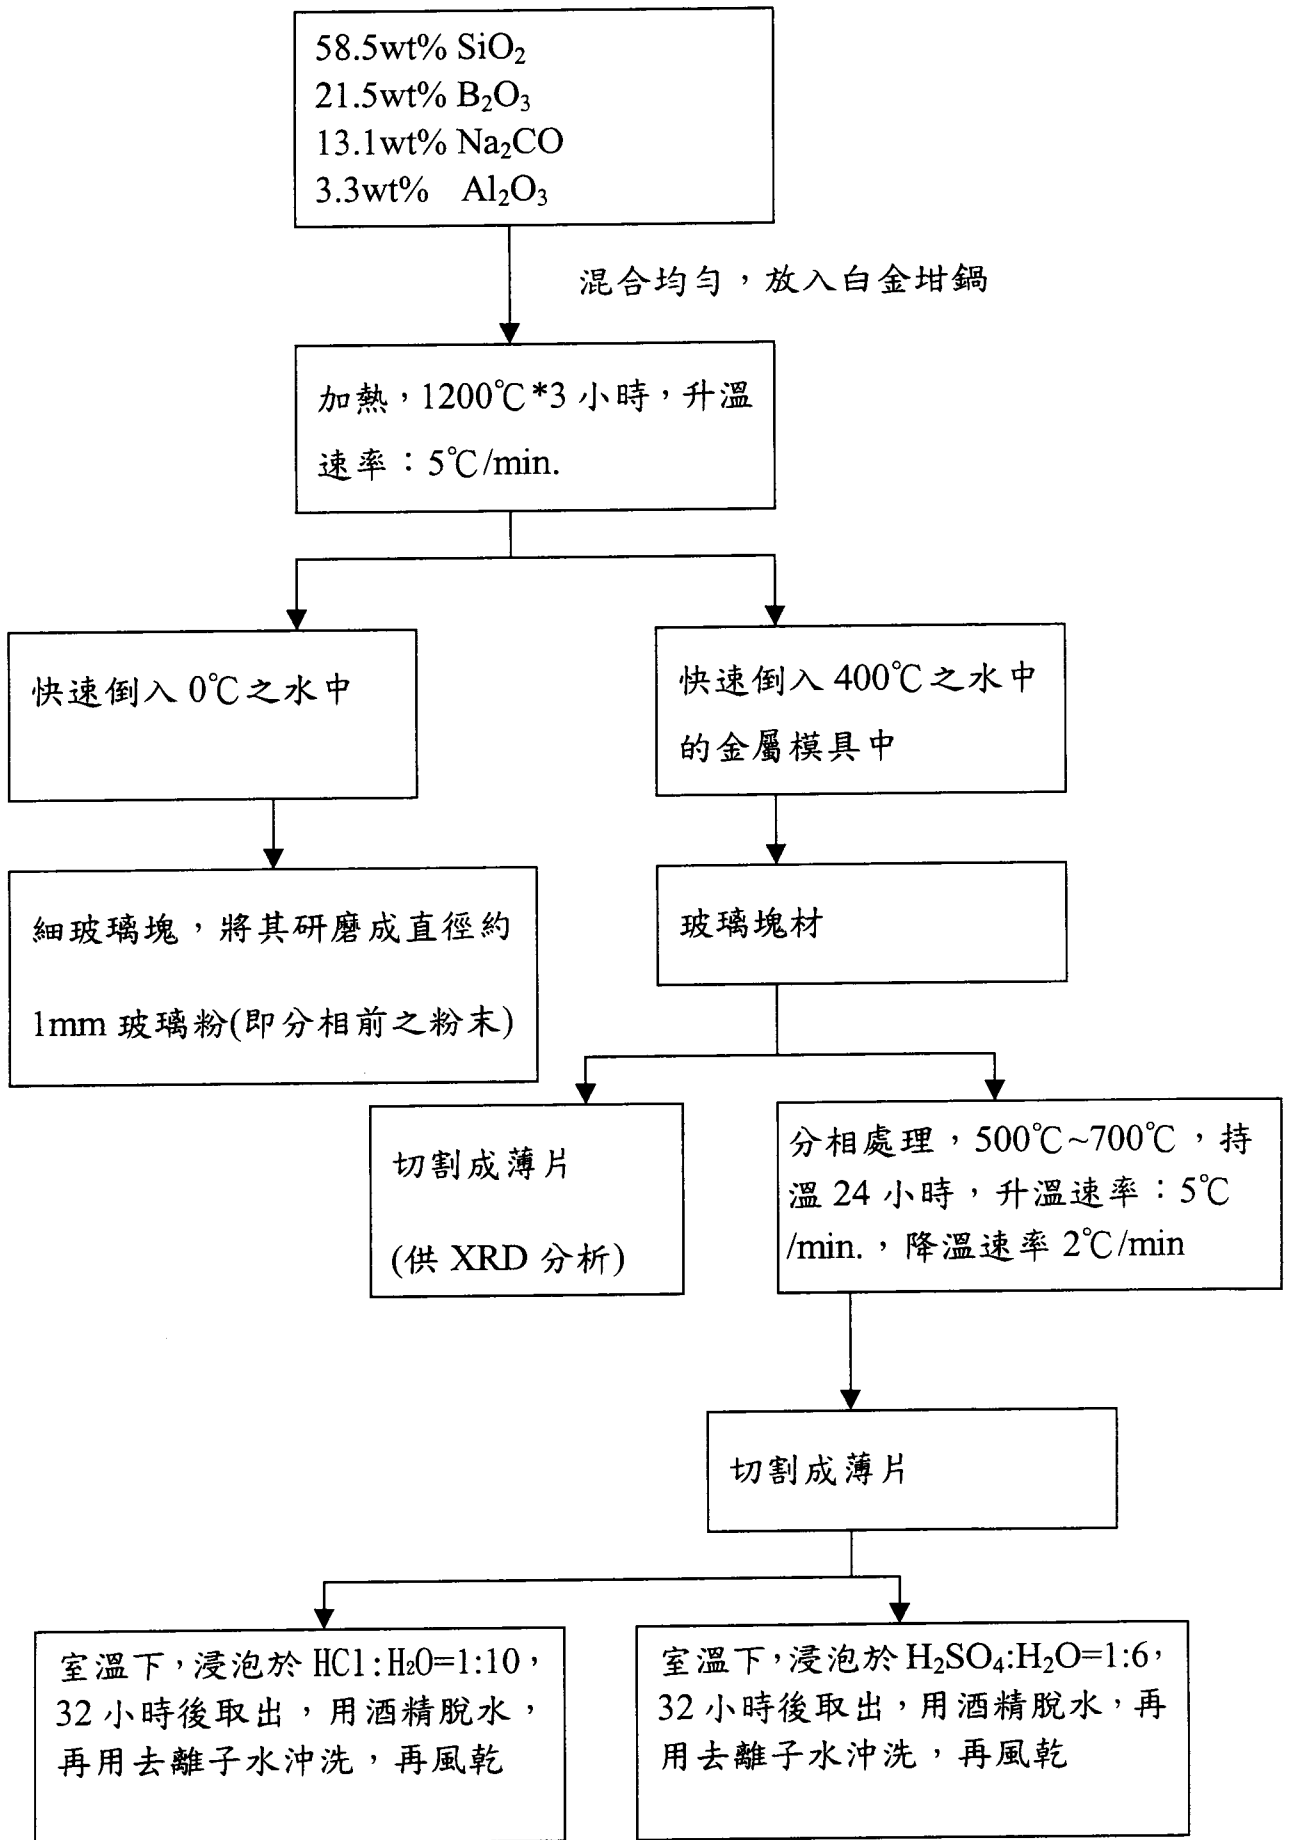 58.5wt% SiO₂
21.5wt% B₂O₃
13.1wt% Na₂CO
3.3wt% Al₂O₃
混合均勻，放入白金坩鍋
加熱，1200℃*3 小時，升溫
速率：5℃/min.
快速倒入 0℃之水中
快速倒入 400℃之水中
的金屬模具中
細玻璃塊，將其研磨成直徑約
1mm 玻璃粉(即分相前之粉末)
玻璃塊材
切割成薄片
(供 XRD 分析)
分相處理，500℃~700℃，持
溫 24 小時，升溫速率：5℃
/min.，降溫速率 2℃/min
切割成薄片
室溫下，浸泡於 HCl:H₂O=1:10，
32 小時後取出，用酒精脫水，
再用去離子水沖洗，再風乾
室溫下，浸泡於 H₂SO₄:H₂O=1:6，
32 小時後取出，用酒精脫水，再
用去離子水沖洗，再風乾